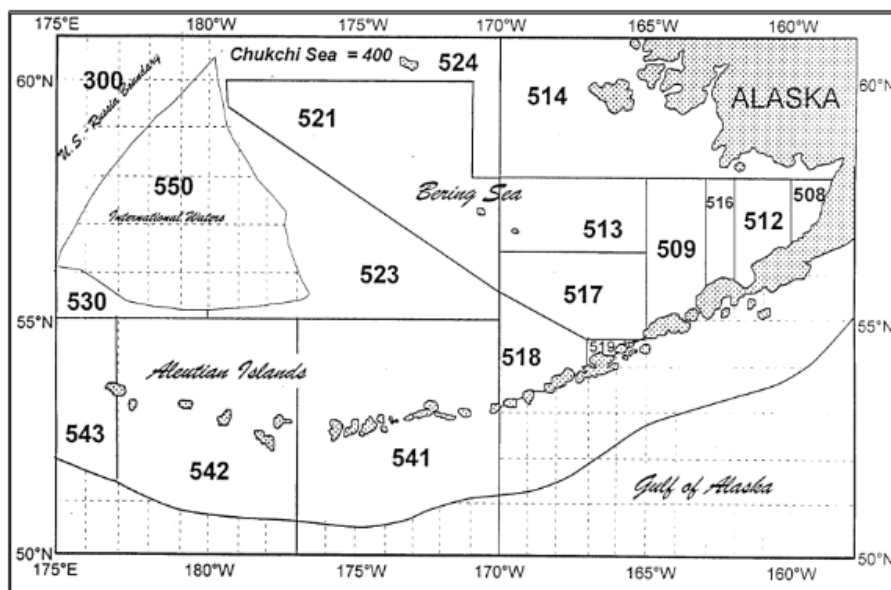 175°E 180°W 175°W 170°W 165°W 160°W
60°N 300 Chukchi Sea = 400 524 60°N
U.S. - Russia Boundary
521 514 ALASKA
550
International Waters
Bering Sea
516 508
513 509 512
523
530 517
55°N 519 55°N
518
Aleutian Islands
543 542 541
Gulf of Alaska
50°N 50°N
175°E 180°W 175°W 170°W 165°W 160°W